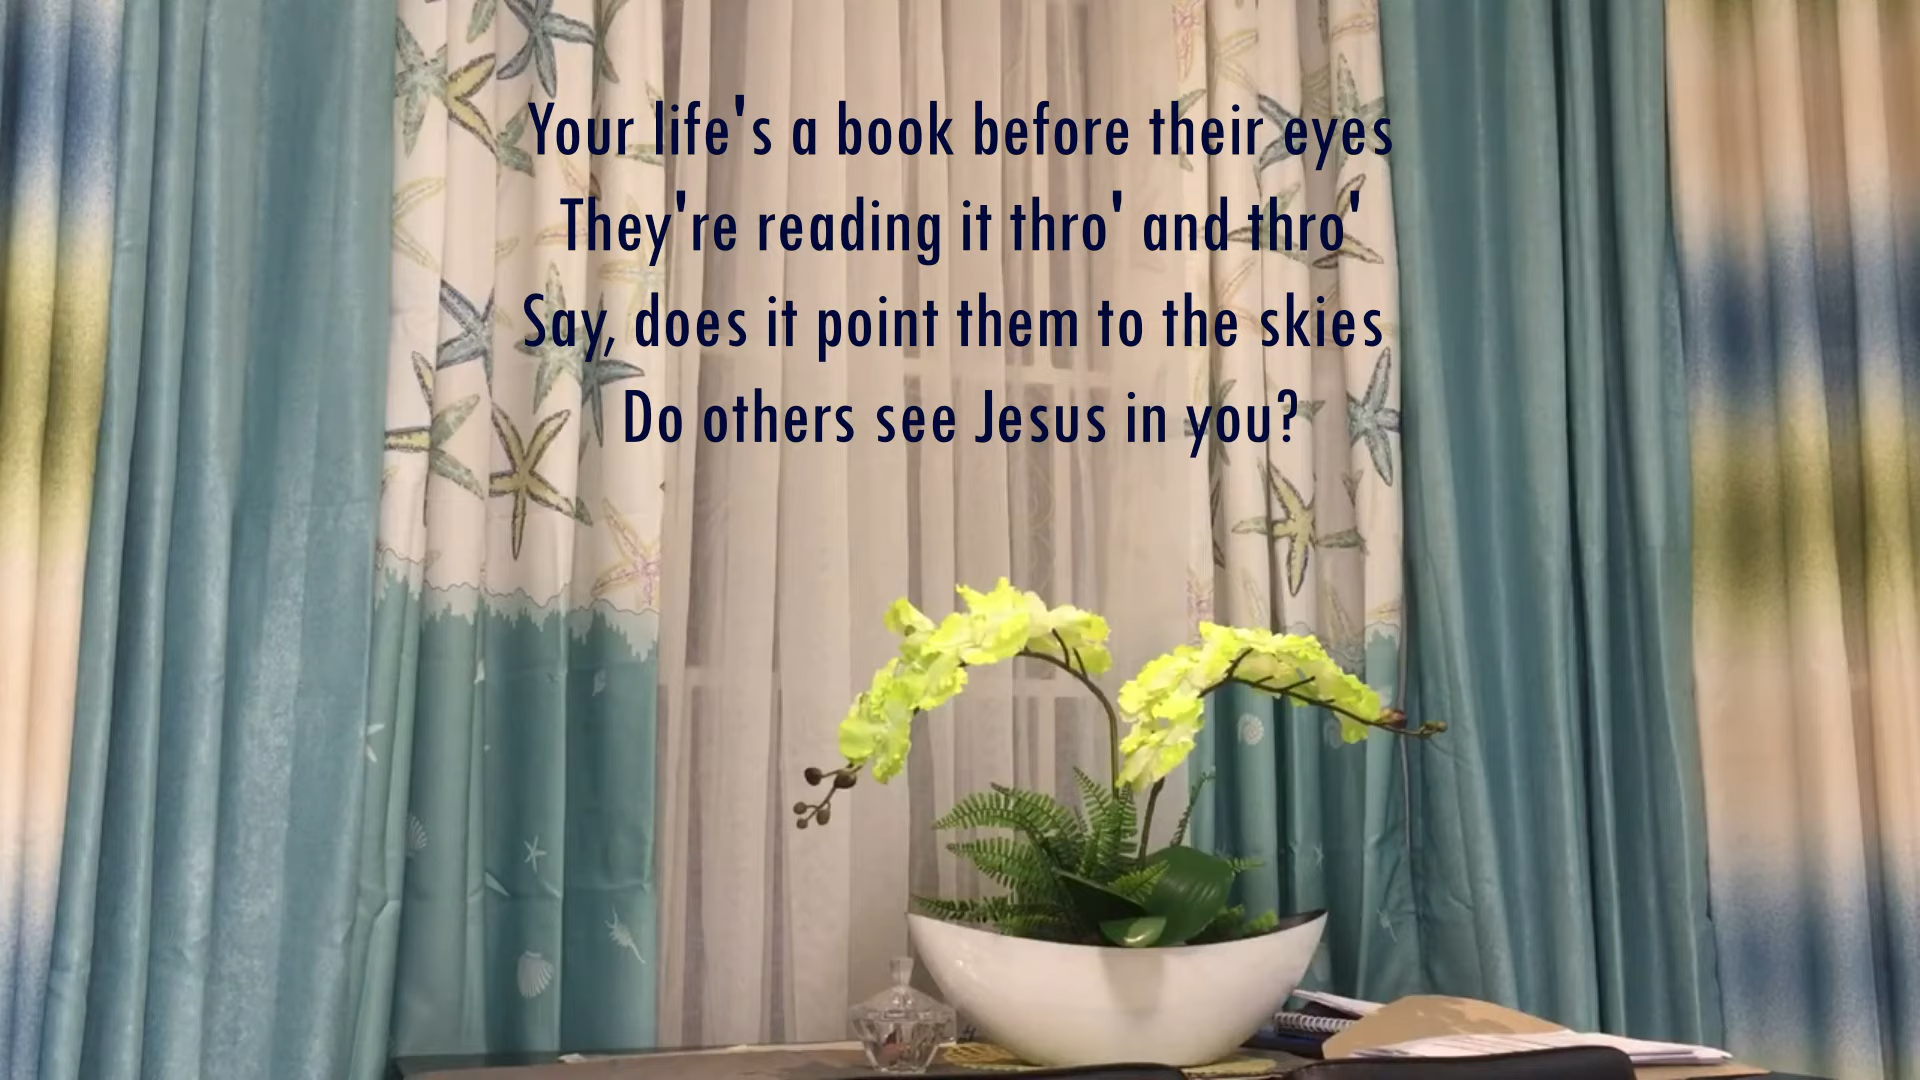 Your life's a book before their eyes
They're reading it thro' and thro'
Say, does it point them to the skies
Do others see Jesus in you?